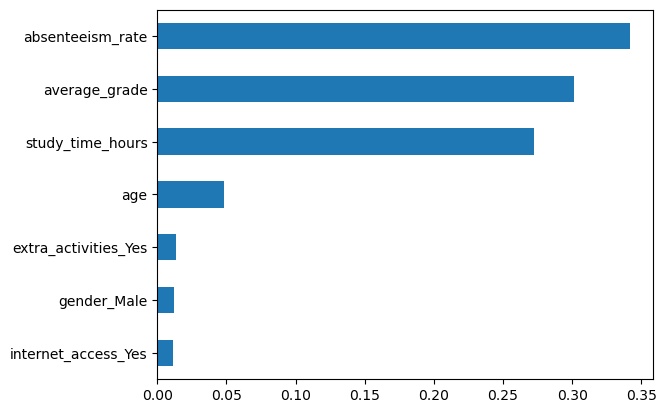 absenteeism_rate
average_grade
study_time_hours
age
extra_activities_Yes
gender_Male
internet_access_Yes
0.00 0.05 0.10 0.15 0.20 0.25 0.30 0.35